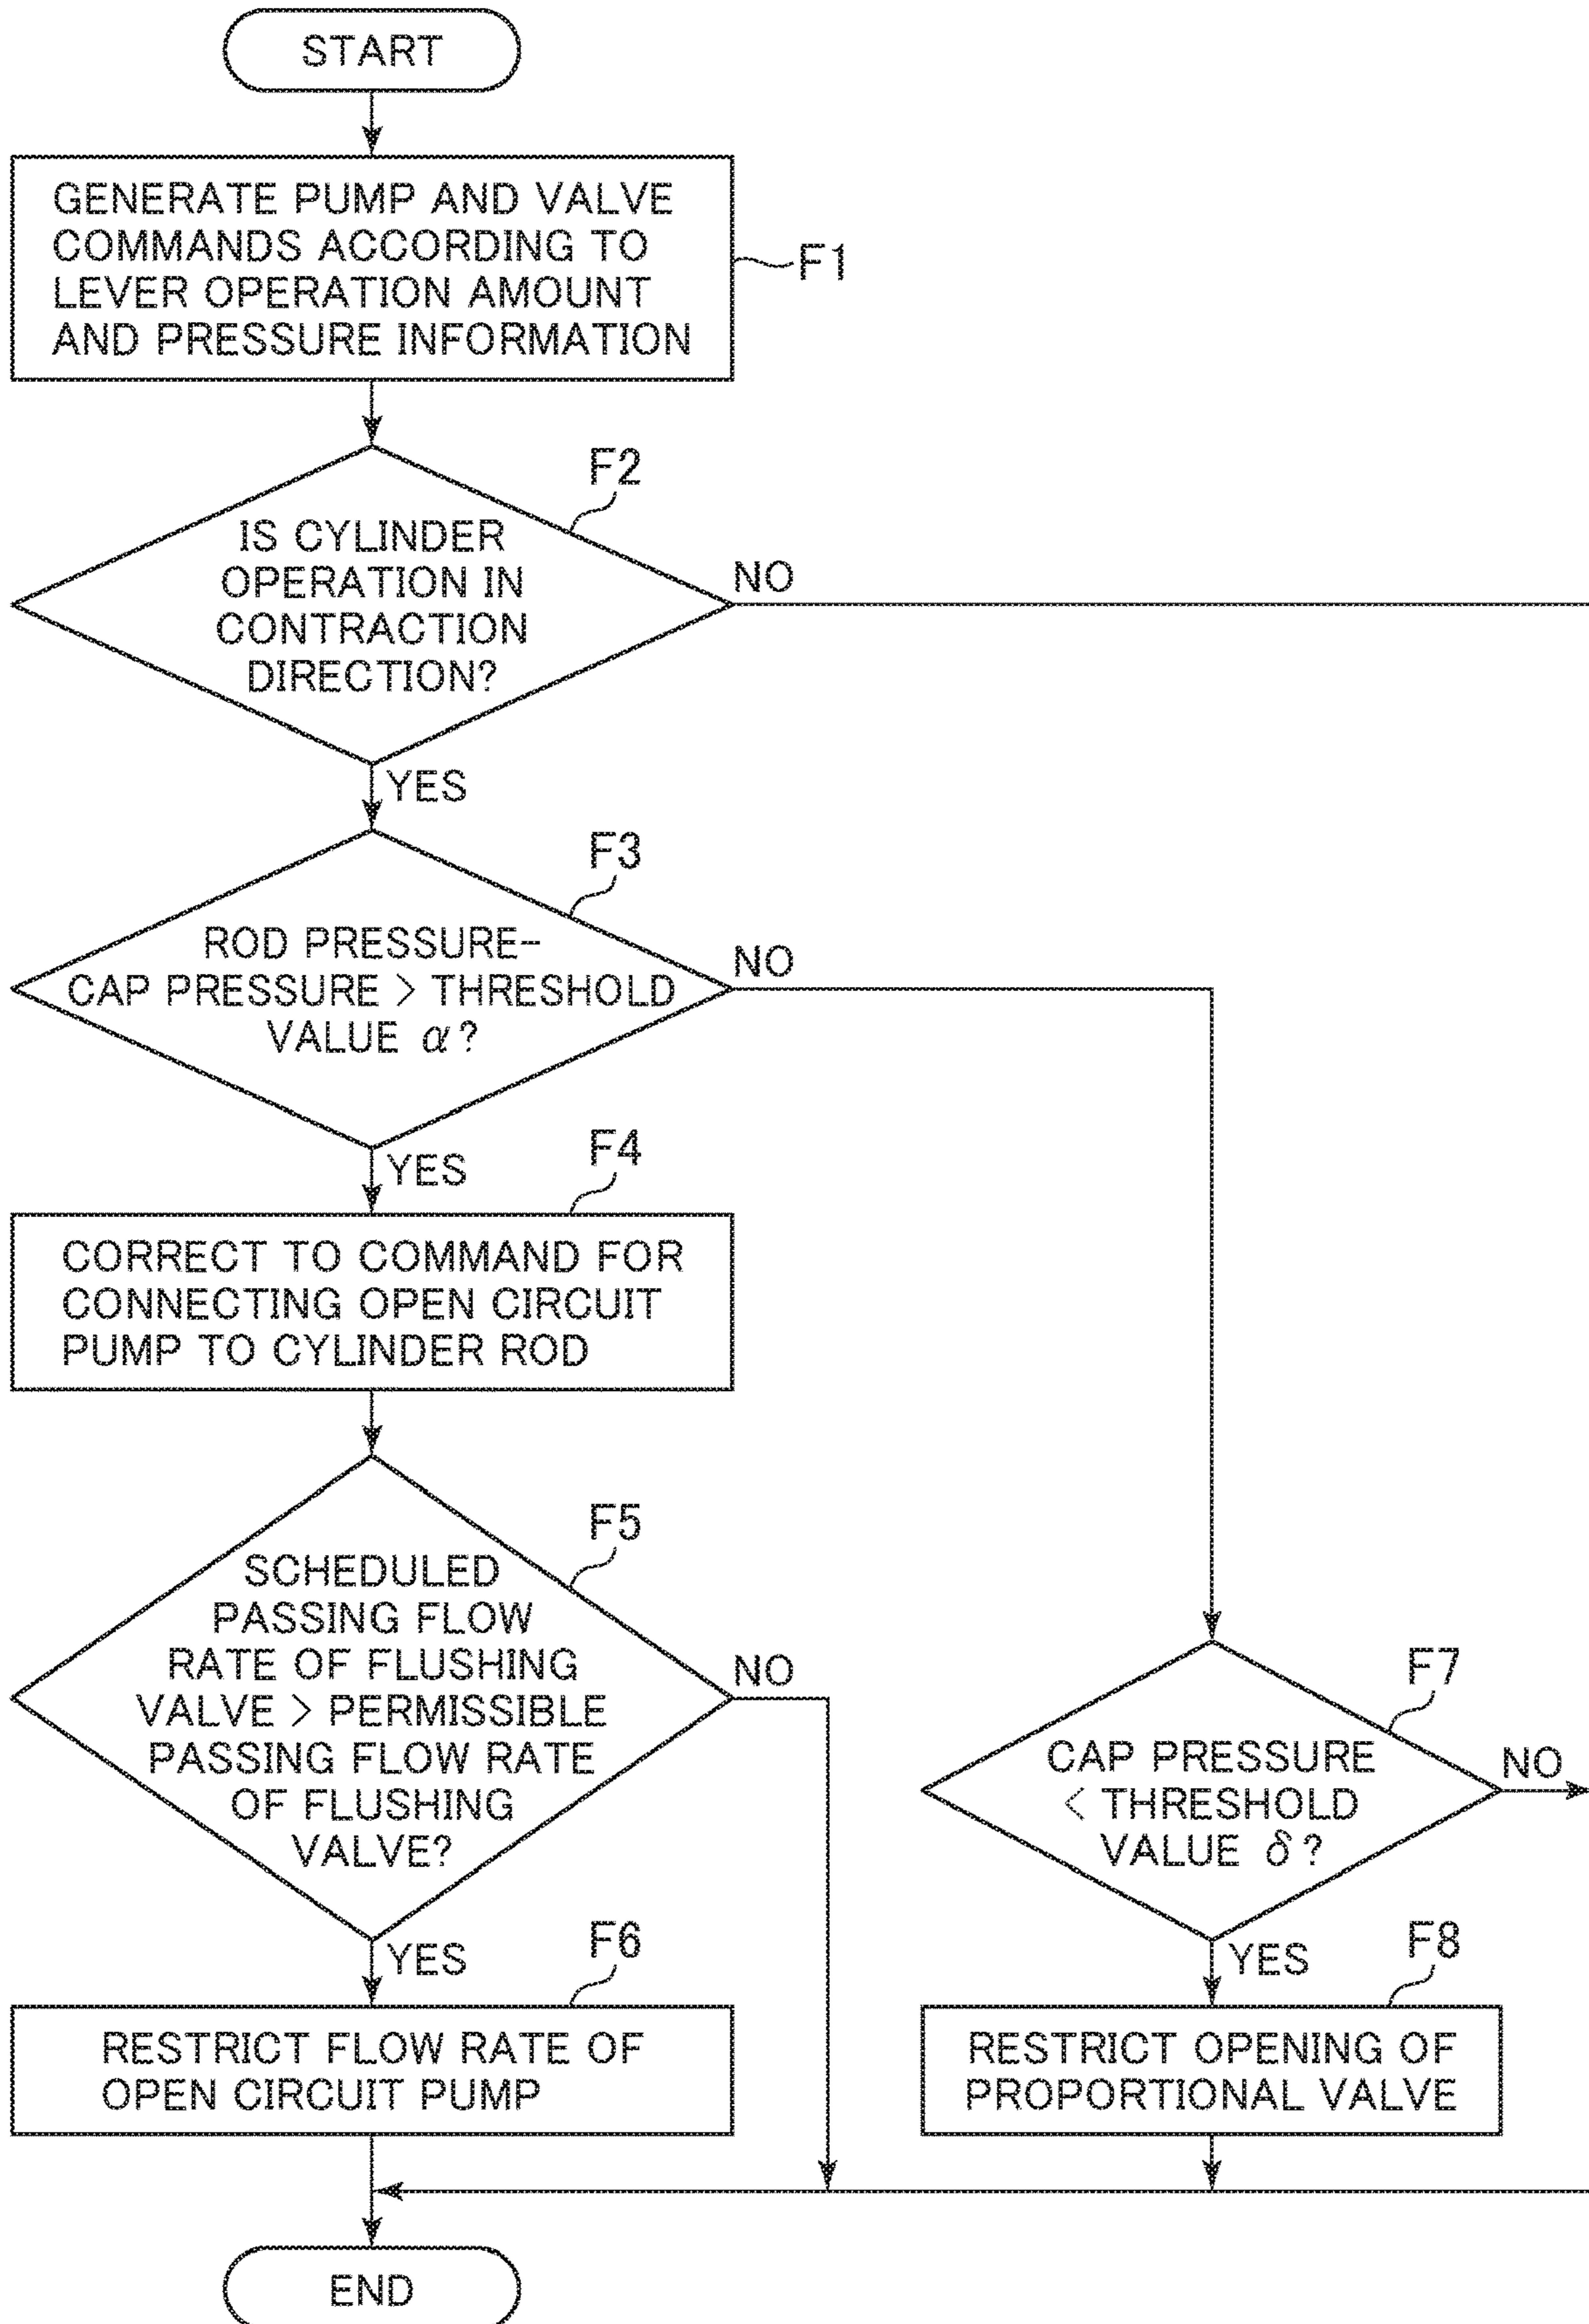 START
GENERATE PUMP AND VALVE
COMMANDS ACCORDING TO
LEVER OPERATION AMOUNT
AND PRESSURE INFORMATION
F1
F2
IS CYLINDER
OPERATION IN
CONTRACTION
DIRECTION?
NO
YES
F3
ROD PRESSURE-
CAP PRESSURE > THRESHOLD
VALUE α?
NO
YES
F4
CORRECT TO COMMAND FOR
CONNECTING OPEN CIRCUIT
PUMP TO CYLINDER ROD
F5
SCHEDULED
PASSING FLOW
RATE OF FLUSHING
VALVE > PERMISSIBLE
PASSING FLOW RATE
OF FLUSHING
VALVE?
NO
YES
F6
RESTRICT FLOW RATE OF
OPEN CIRCUIT PUMP
F7
CAP PRESSURE
< THRESHOLD
VALUE δ?
NO
YES
F8
RESTRICT OPENING OF
PROPORTIONAL VALVE
END